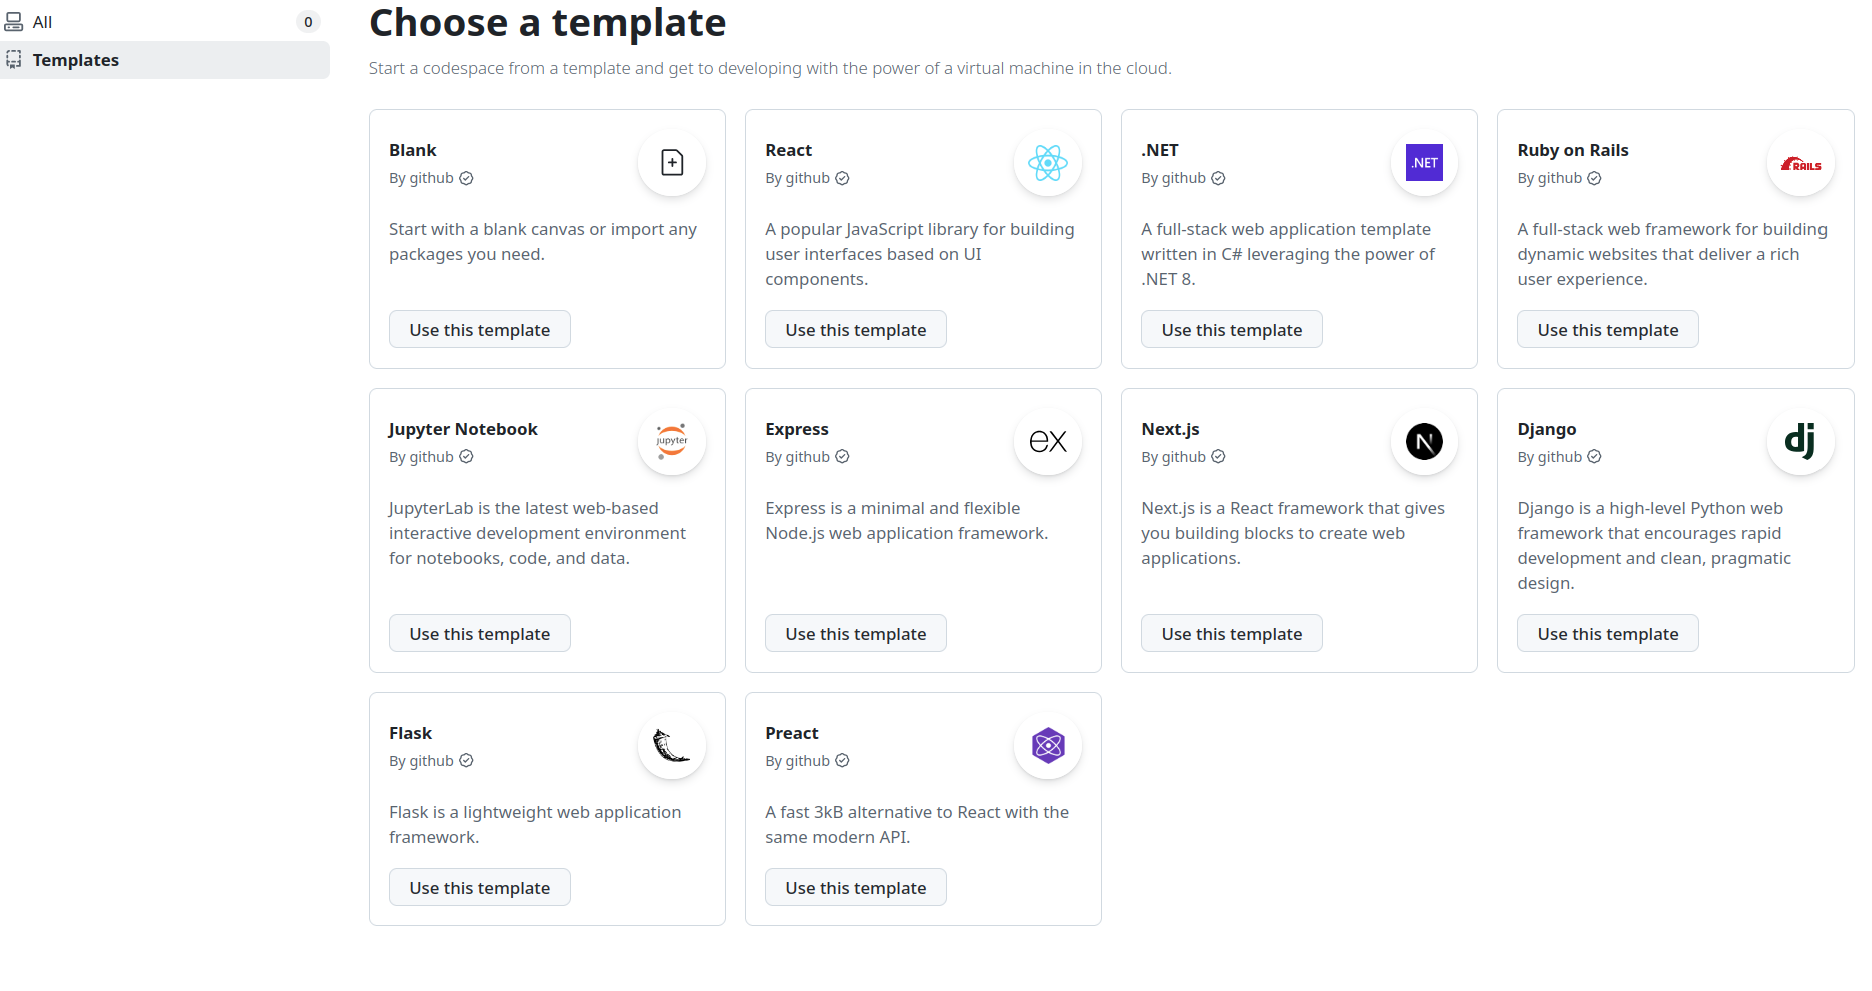 All
0
Templates
Choose a template
Start a codespace from a template and get to developing with the power of a virtual machine in the cloud.
Blank
By github
Start with a blank canvas or import any
packages you need.
Use this template
React
By github
A popular JavaScript library for building
user interfaces based on UI
components.
Use this template
.NET
By github
.NET
A full-stack web application template
written in C# leveraging the power of
.NET 8.
Use this template
Ruby on Rails
By github
RAILS
A full-stack web framework for building
dynamic websites that deliver a rich
user experience.
Use this template
Jupyter Notebook
By github
jupyter
JupyterLab is the latest web-based
interactive development environment
for notebooks, code, and data.
Use this template
Express
By github
ex
Express is a minimal and flexible
Node.js web application framework.
Use this template
Next.js
By github
N
Next.js is a React framework that gives
you building blocks to create web
applications.
Use this template
Django
By github
dj
Django is a high-level Python web
framework that encourages rapid
development and clean, pragmatic
design.
Use this template
Flask
By github
Flask is a lightweight web application
framework.
Use this template
Preact
By github
A fast 3kB alternative to React with the
same modern API.
Use this template